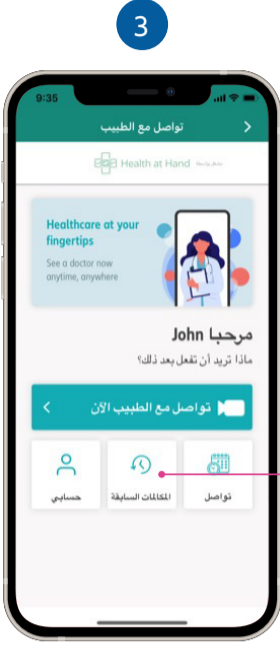 3
9:35
تواصل مع الطبيب
Health at Hand
Healthcare at your
fingertips
See a doctor now
anytime, anywhere
مرحبا John
ماذا تريد أن تفعل بعد ذلك؟
تواصل مع الطبيب الآن
تواصل
المكالمات السابقة
حسابي